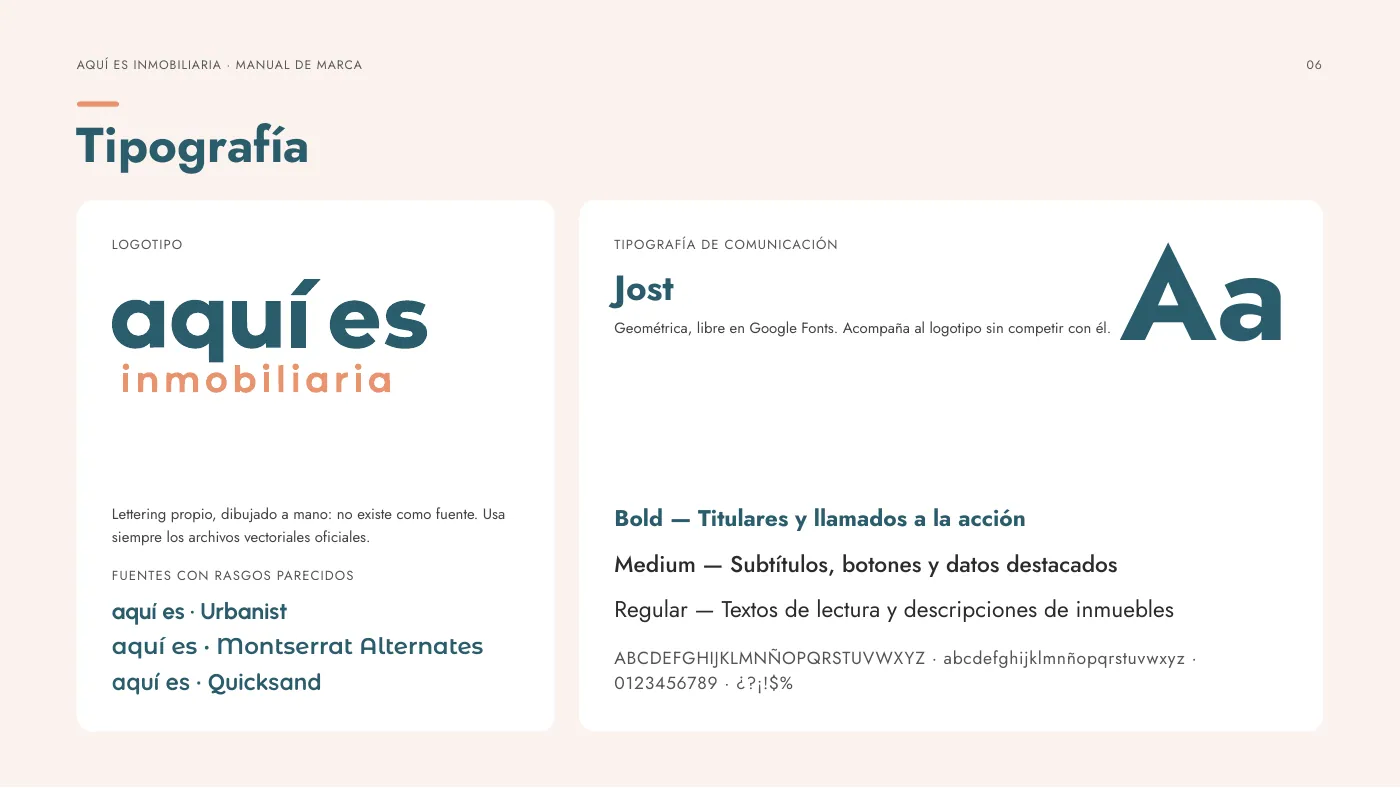 AQUÍ ES INMOBILIARIA · MANUAL DE MARCA
06
Tipografía
LOGOTIPO
aquí es
inmobiliaria
Lettering propio, dibujado a mano: no existe como fuente. Usa
siempre los archivos vectoriales oficiales.
FUENTES CON RASGOS PARECIDOS
aquí es · Urbanist
aquí es · Montserrat Alternates
aquí es · Quicksand
TIPOGRAFÍA DE COMUNICACIÓN
Jost
Geométrica, libre en Google Fonts. Acompaña al logotipo sin competir con él.
Aa
Bold — Titulares y llamados a la acción
Medium — Subtítulos, botones y datos destacados
Regular — Textos de lectura y descripciones de inmuebles
ABCDEFGHIJKLMNÑOPQRSTUVWXYZ · abcdefghijklmnñopqrstuvwxyz ·
0123456789 · ¿?¡!$%